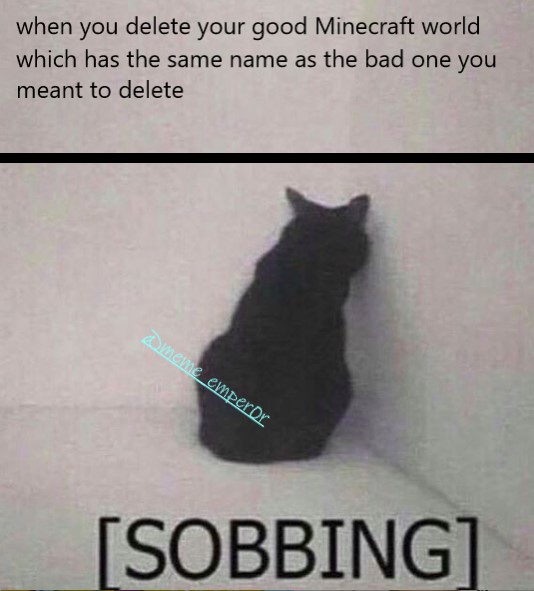 when you delete your good Minecraft world
which has the same name as the bad one you
meant to delete
@meme_emper0r
[SOBBING]